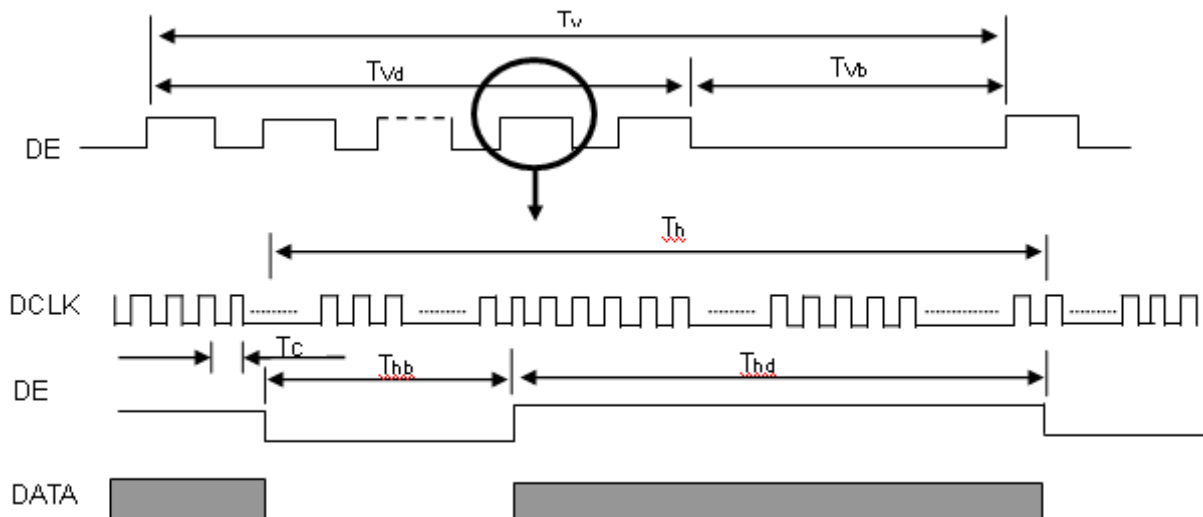 Tv
Tvd
Tvb
DE
Th
DCLK
Tc
Thb
Thd
DE
DATA